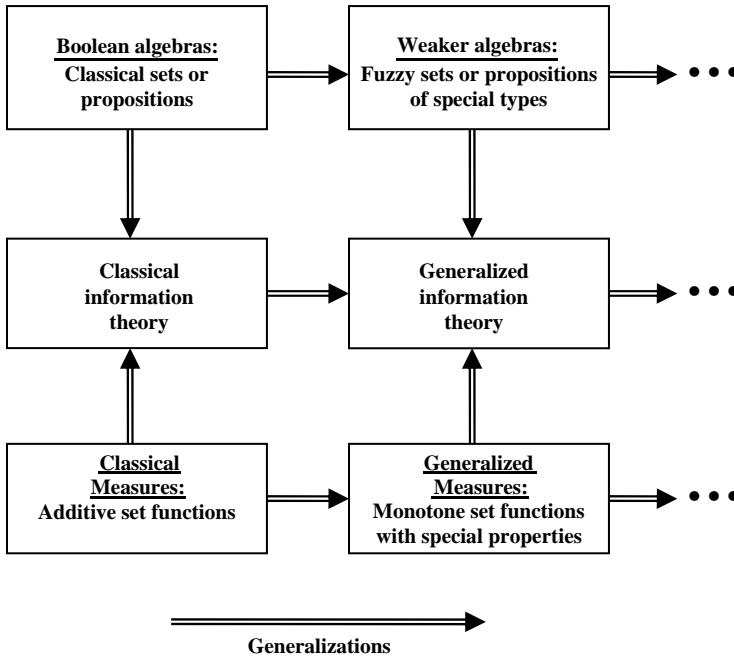 Boolean algebras:
Classical sets or
propositions
Weaker algebras:
Fuzzy sets or propositions
of special types
• • •
Classical
information
theory
Generalized
information
theory
• • •
Classical
Measures:
Additive set functions
Generalized
Measures:
Monotone set functions
with special properties
• • •
Generalizations